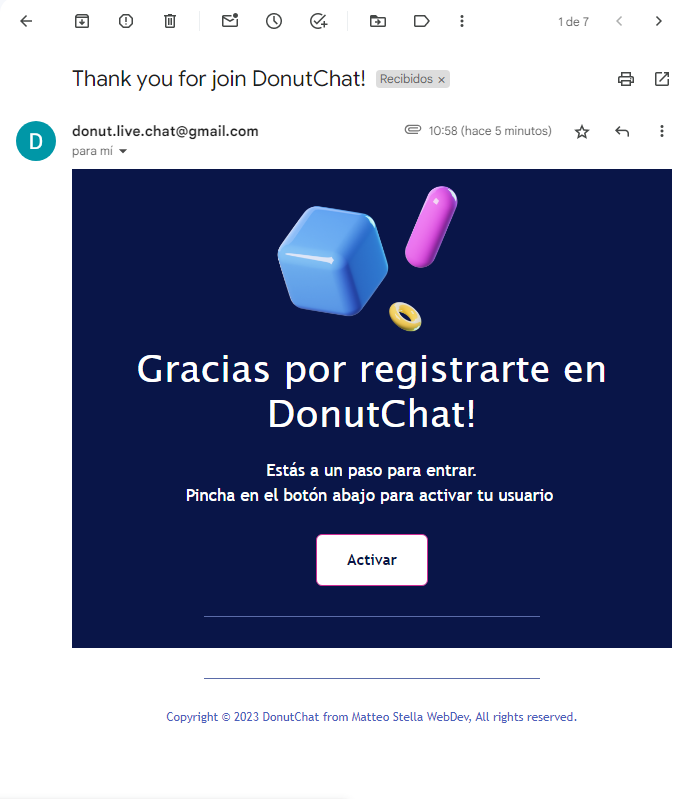 1 de 7
Thank you for join DonutChat! Recibidos ×
D
donut.live.chat@gmail.com 10:58 (hace 5 minutos)
para mí
Gracias por registrarte en
DonutChat!
Estás a un paso para entrar.
Pincha en el botón abajo para activar tu usuario
Activar
Copyright © 2023 DonutChat from Matteo Stella WebDev, All rights reserved.